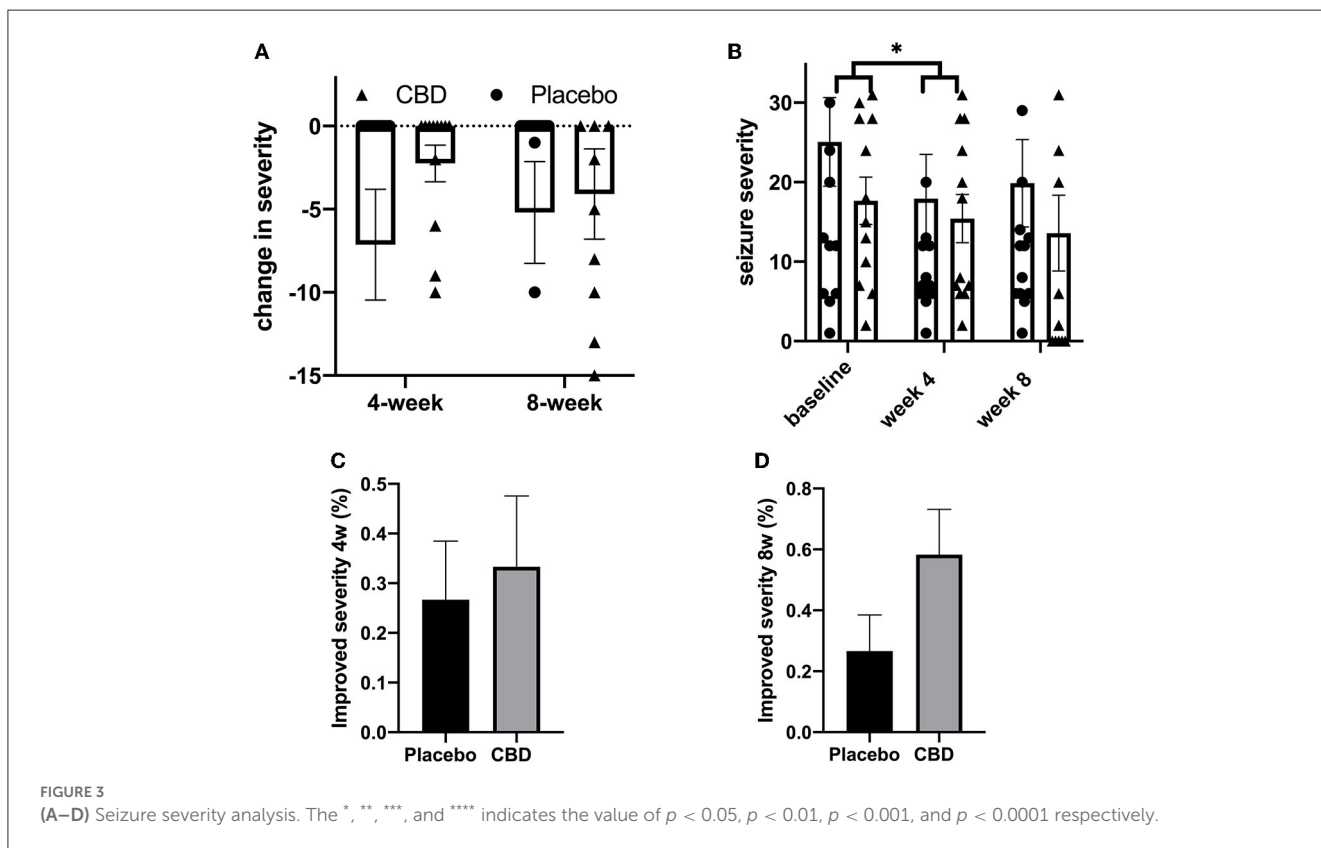 A
CBD
Placebo
0
-5
-10
-15
change in severity
4-week
8-week
B
*
30
20
10
0
seizure severity
baseline
week 4
week 8
C
0.5
0.4
0.3
0.2
0.1
0.0
Improved severity 4w (%)
Placebo
CBD
D
0.8
0.6
0.4
0.2
0.0
Improved sverity 8w (%)
Placebo
CBD
FIGURE 3
(A–D) Seizure severity analysis. The *, **, ***, and **** indicates the value of p < 0.05, p < 0.01, p < 0.001, and p < 0.0001 respectively.